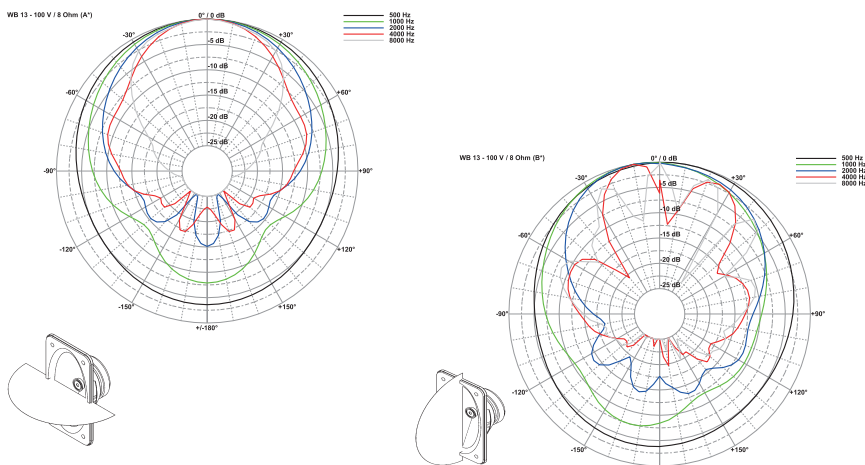 WB 13 - 100 V / 8 Ohm (A*)
0° / 0 dB
500 Hz
1000 Hz
2000 Hz
4000 Hz
8000 Hz
-30°
+30°
-5 dB
-10 dB
-60°
+60°
-15 dB
-20 dB
-25 dB
-90°
+90°
-120°
+120°
-150°
+150°
+/-180°
WB 13 - 100 V / 8 Ohm (B*)
0° / 0 dB
500 Hz
1000 Hz
2000 Hz
4000 Hz
8000 Hz
-30°
+30°
-5 dB
-10 dB
-60°
+60°
-15 dB
-20 dB
-25 dB
-90°
+90°
-120°
+120°
-150°
+150°